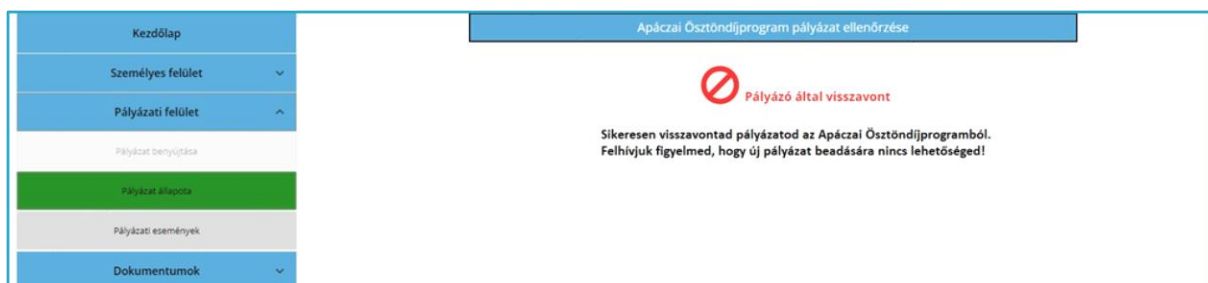 Kezdőlap
Személyes felület
Pályázati felület
Pályázat benyújtása
Pályázat állapota
Pályázati események
Dokumentumok
Apáczai Ösztöndíjprogram pályázat ellenőrzése
Pályázó által visszavont
Sikeresen visszavontad pályázatod az Apáczai Ösztöndíjprogramból.
Felhívjuk figyelmed, hogy új pályázat beadására nincs lehetőséged!